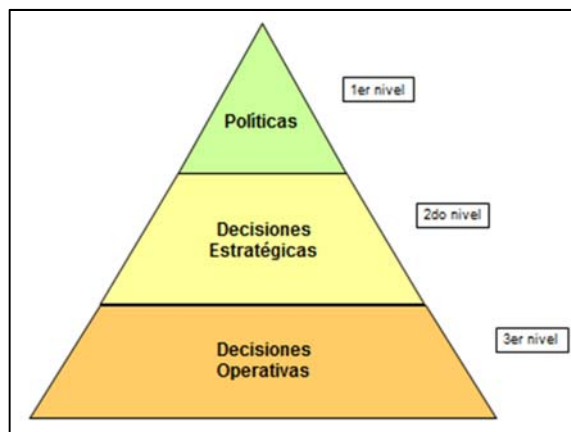 1er nivel
Políticas
2do nivel
Decisiones
Estratégicas
3er nivel
Decisiones
Operativas